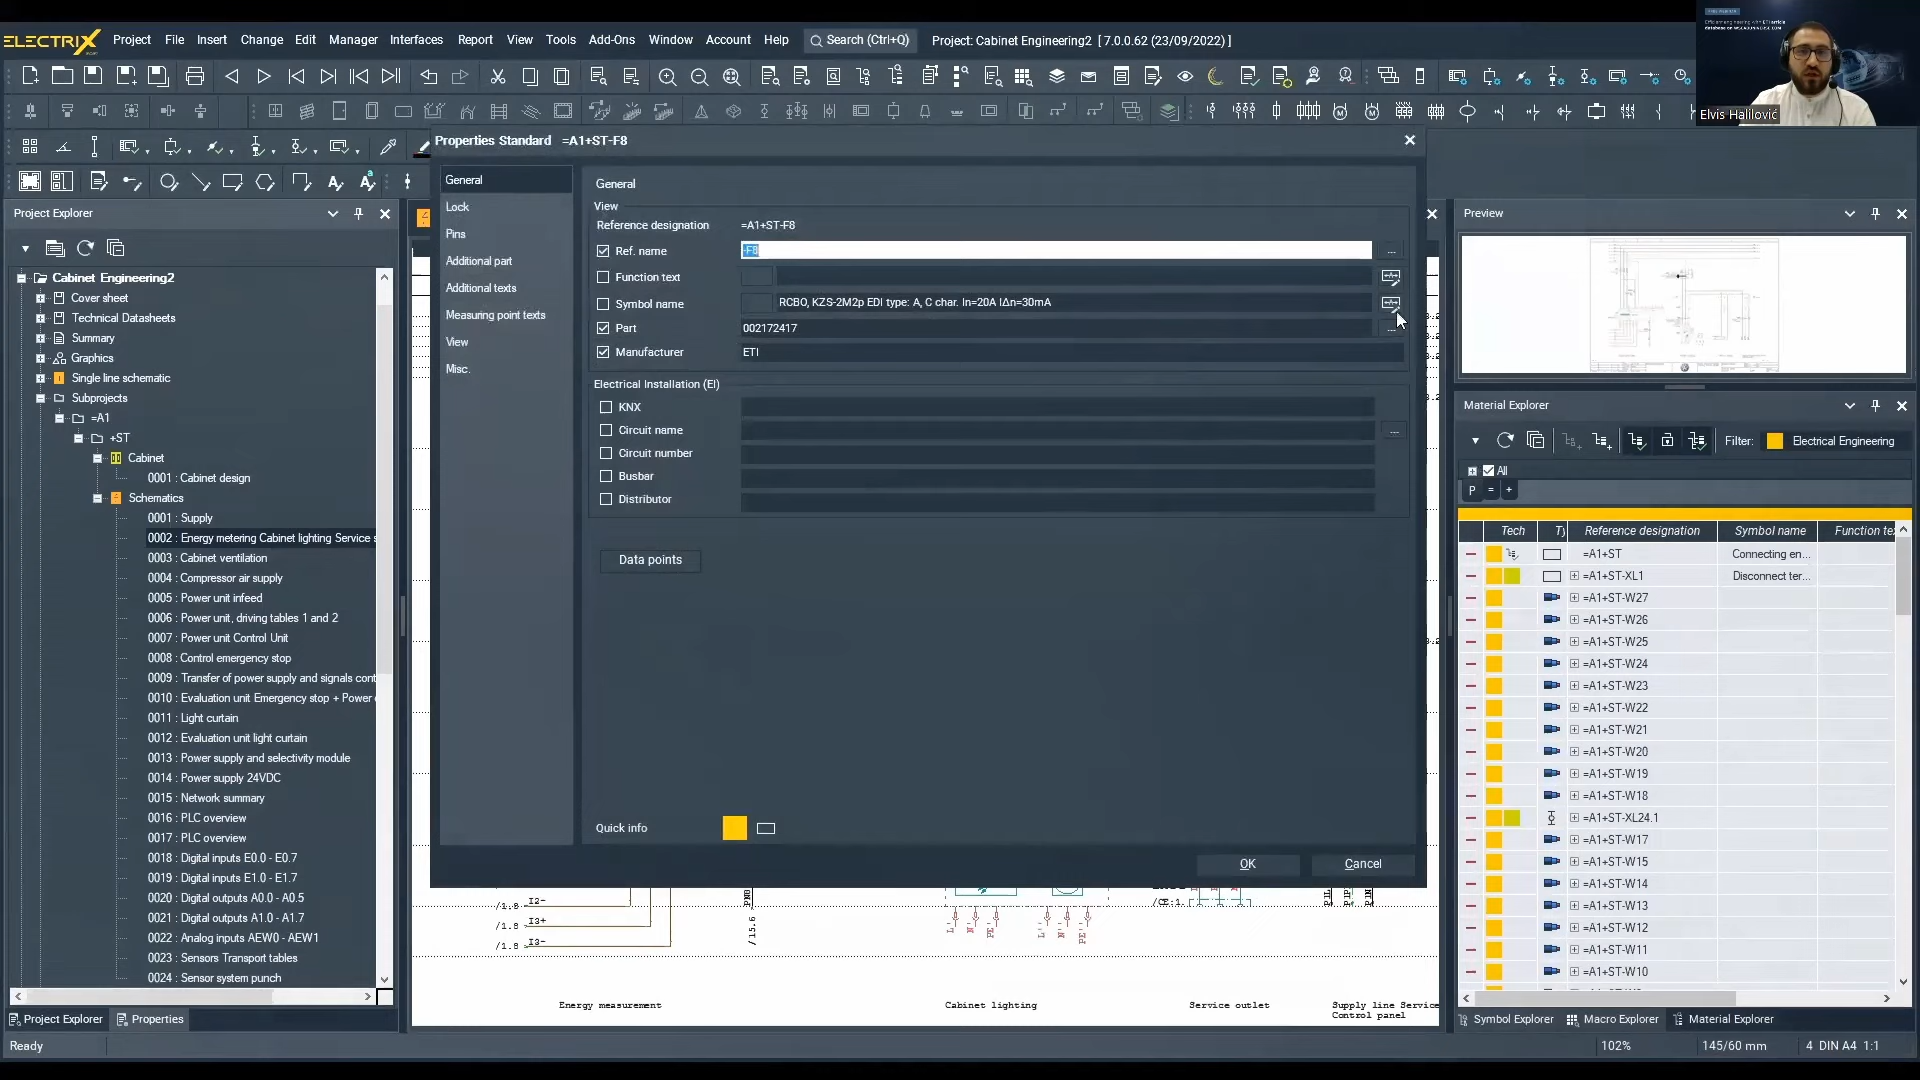 ELECTRIX
Project File Insert Change Edit Manager Interfaces Report View Tools Add-Ons Window Account Help Search (Ctrl+Q) Project: Cabinet Engineering2 [ 7.0.0.62 (23/09/2022) ]
Elvis Halilović
Project Explorer
Cabinet Engineering2
Cover sheet
Technical Datasheets
Summary
Graphics
Single line schematic
Subprojects
=A1
+ST
Cabinet
0001 : Cabinet design
Schematics
0001 : Supply
0002 : Energy metering Cabinet lighting Service s
0003 : Cabinet ventilation
0004 : Compressor air supply
0005 : Power unit infeed
0006 : Power unit, driving tables 1 and 2
0007 : Power unit Control Unit
0008 : Control emergency stop
0009 : Transfer of power supply and signals cont
0010 : Evaluation unit Emergency stop + Power
0011 : Light curtain
0012 : Evaluation unit light curtain
0013 : Power supply and selectivity module
0014 : Power supply 24VDC
0015 : Network summary
0016 : PLC overview
0017 : PLC overview
0018 : Digital inputs E0.0 - E0.7
0019 : Digital inputs E1.0 - E1.7
0020 : Digital outputs A0.0 - A0.5
0021 : Digital outputs A1.0 - A1.7
0022 : Analog inputs AEW0 - AEW1
0023 : Sensors Transport tables
0024 : Sensor system punch
Project Explorer Properties
Ready
Properties Standard =A1+ST-F8
General
Lock
Pins
Additional part
Additional texts
Measuring point texts
View
Misc.
General
View
Reference designation =A1+ST-F8
Ref. name -F8 ...
Function text
Symbol name RCBO, KZS-2M2p EDI type: A, C char. In=20A IΔn=30mA
Part 002172417 ...
Manufacturer ETI
Electrical Installation (EI)
KNX
Circuit name ...
Circuit number
Busbar
Distributor
Data points
Quick info
OK Cancel
/1.8 I2-
/1.8 I3+
/1.8 I3-
/15.6
L' N' PE' L'' N'' PE''
Energy measurement Cabinet lighting Service outlet Supply line Service
Control panel
Preview
Material Explorer
Filter: Electrical Engineering
All
P = +
Tech Reference designation Symbol name Function te
=A1+ST Connecting en...
=A1+ST-XL1 Disconnect ter...
=A1+ST-W27
=A1+ST-W26
=A1+ST-W25
=A1+ST-W24
=A1+ST-W23
=A1+ST-W22
=A1+ST-W21
=A1+ST-W20
=A1+ST-W19
=A1+ST-W18
=A1+ST-XL24.1
=A1+ST-W17
=A1+ST-W15
=A1+ST-W14
=A1+ST-W13
=A1+ST-W12
=A1+ST-W11
=A1+ST-W10
Symbol Explorer Macro Explorer Material Explorer
102% 145/60 mm 4 DIN A4 1:1